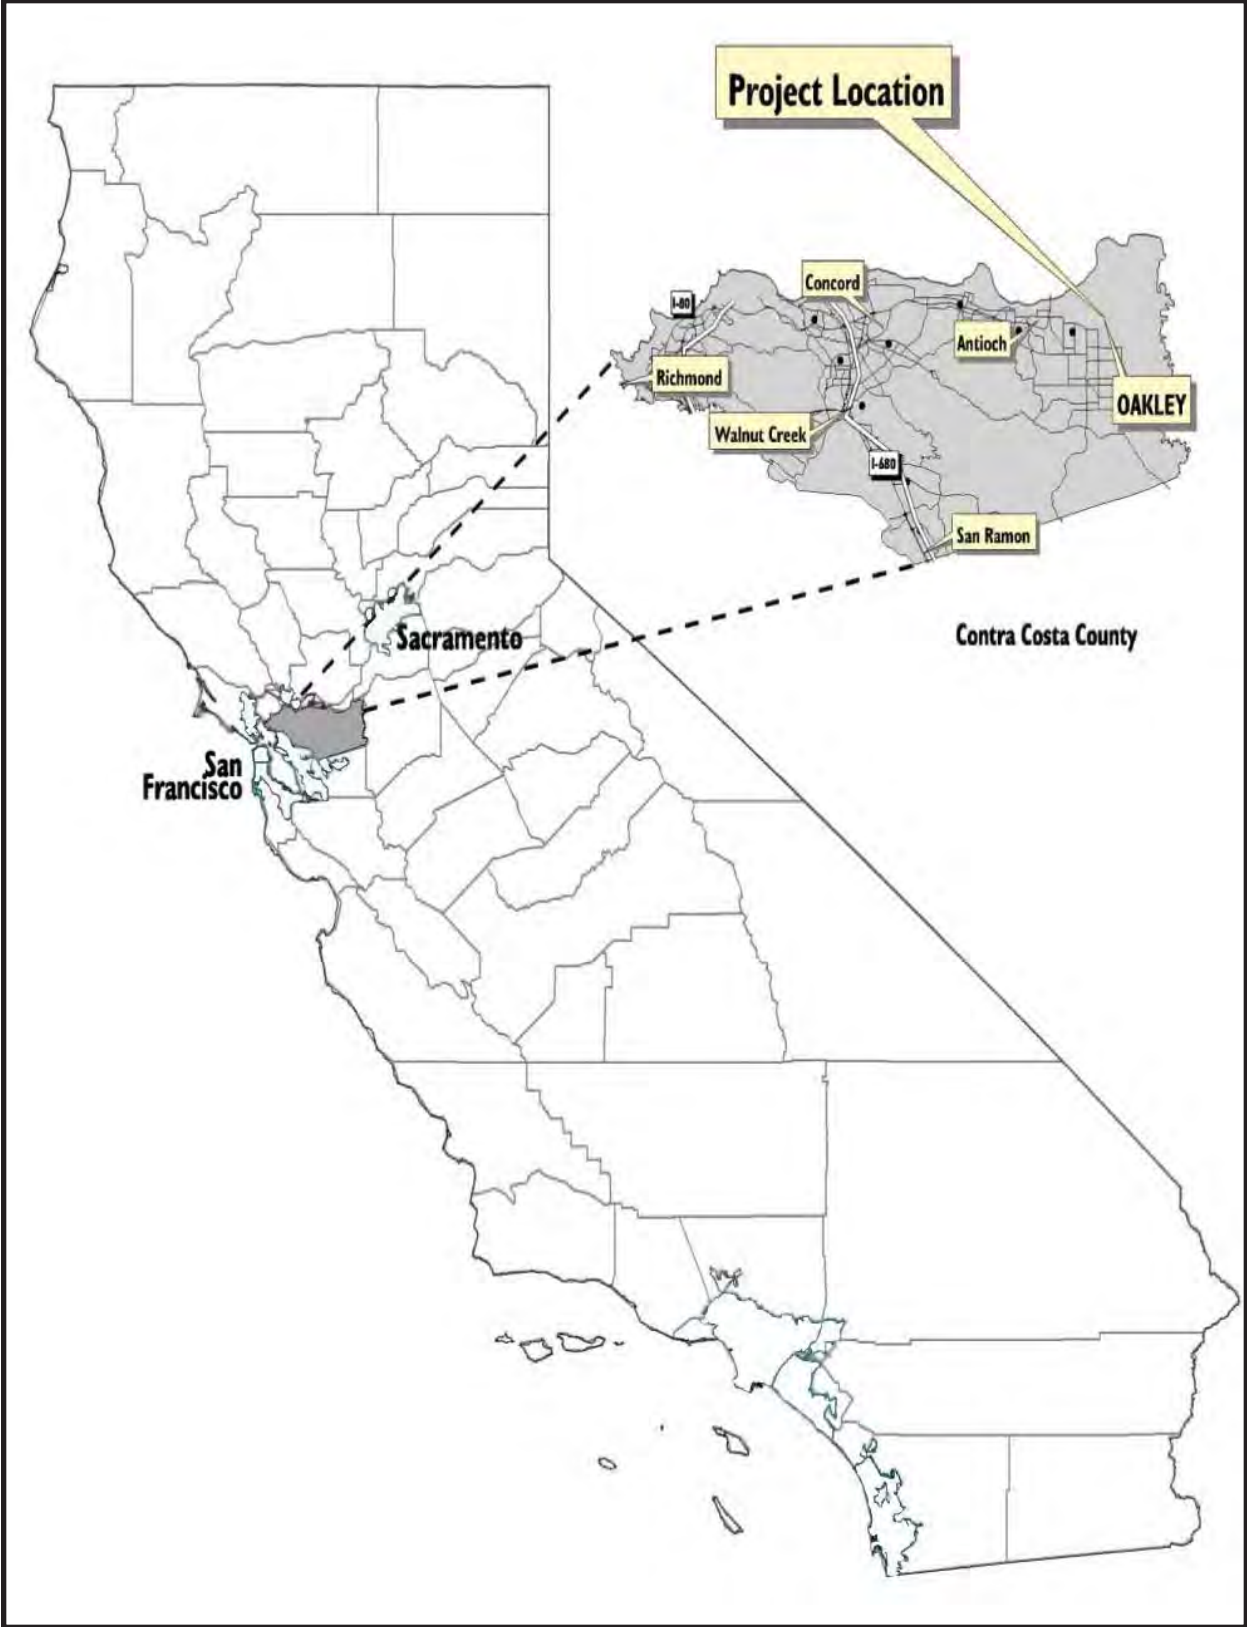 Project Location
Concord
I-80
Antioch
Richmond
OAKLEY
Walnut Creek
I-680
San Ramon
Contra Costa County
Sacramento
San
Francisco